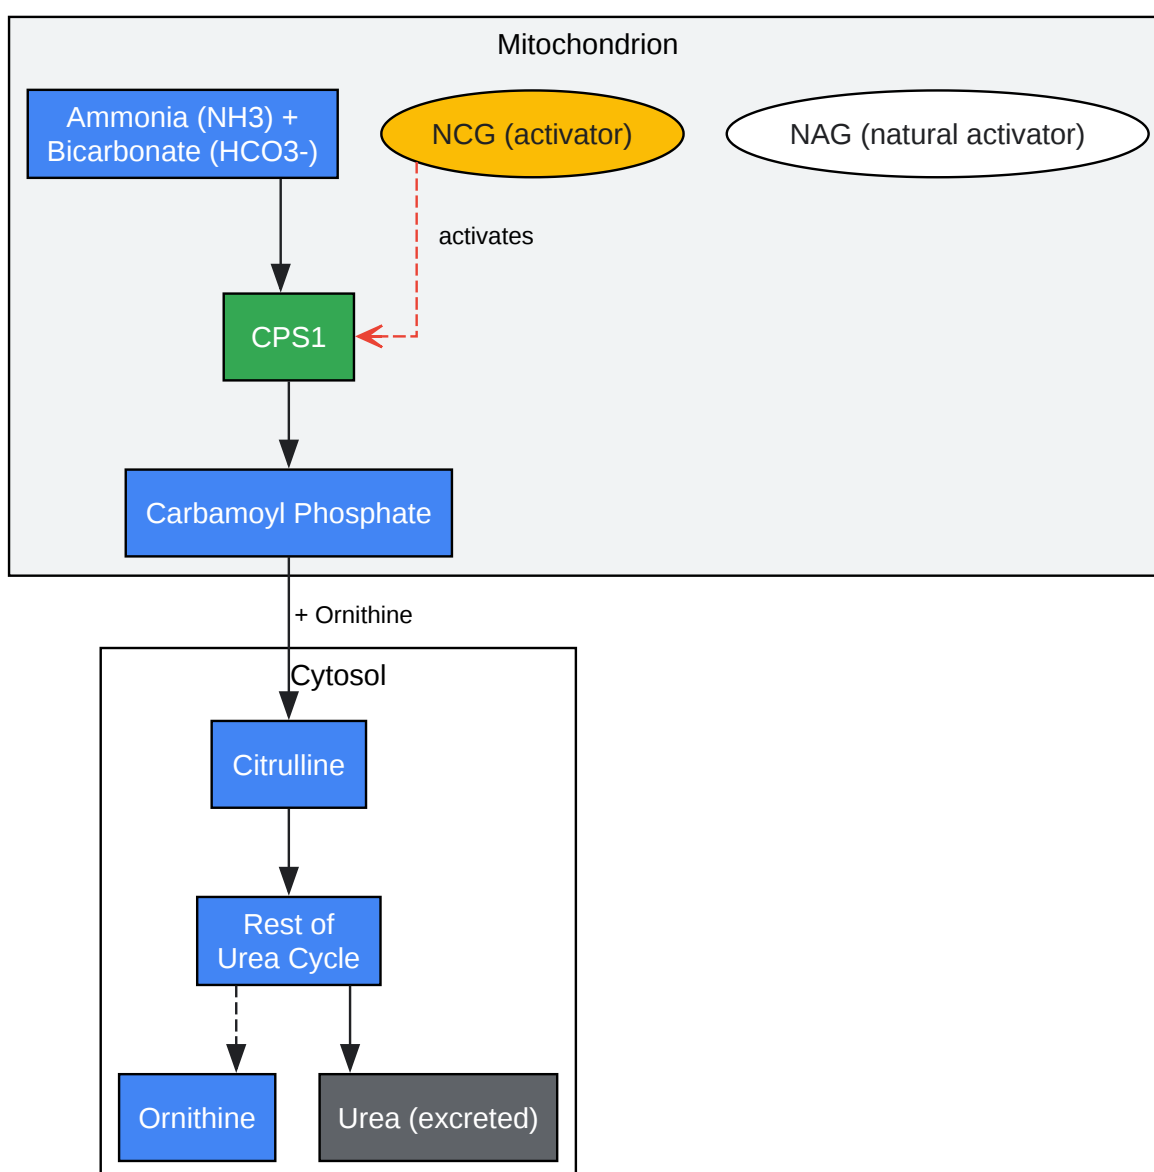 Mitochondrion
Ammonia (NH3) +
Bicarbonate (HCO3-)
NCG (activator)
NAG (natural activator)
activates
CPS1
Carbamoyl Phosphate
+ Ornithine
Cytosol
Citrulline
Rest of
Urea Cycle
Ornithine
Urea (excreted)